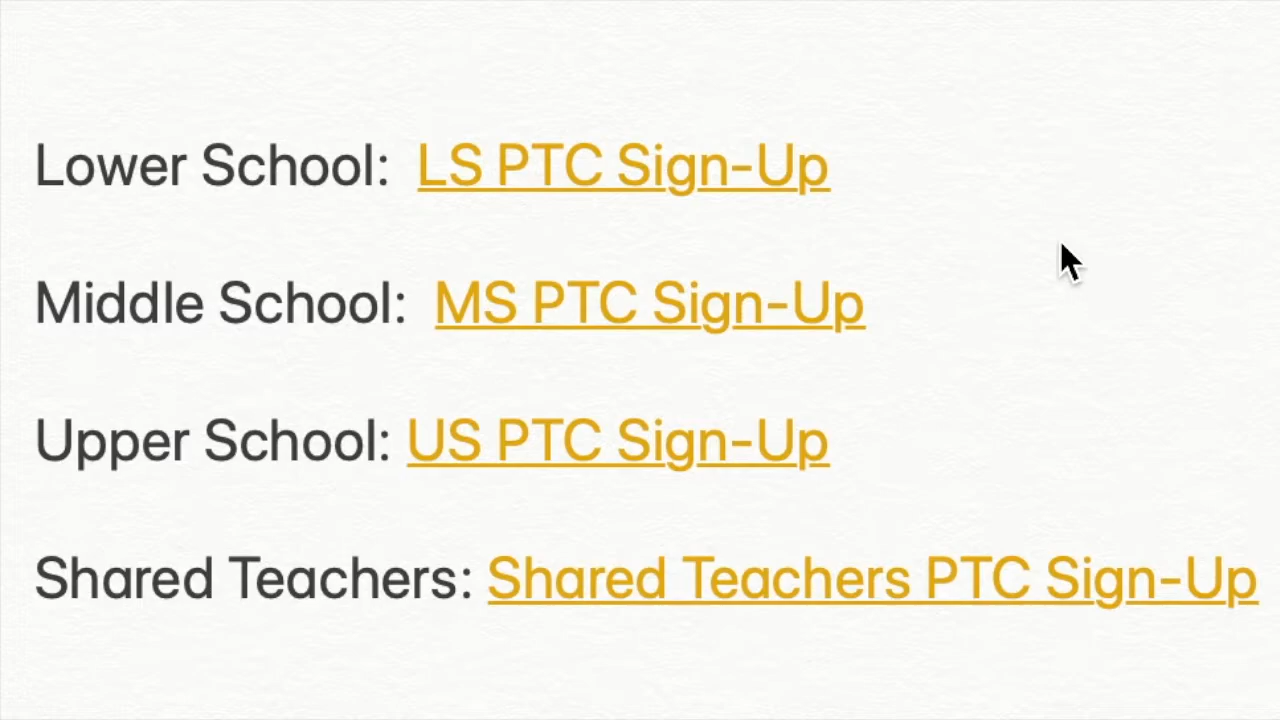 Lower School: LS PTC Sign-Up
Middle School: MS PTC Sign-Up
Upper School: US PTC Sign-Up
Shared Teachers: Shared Teachers PTC Sign-Up